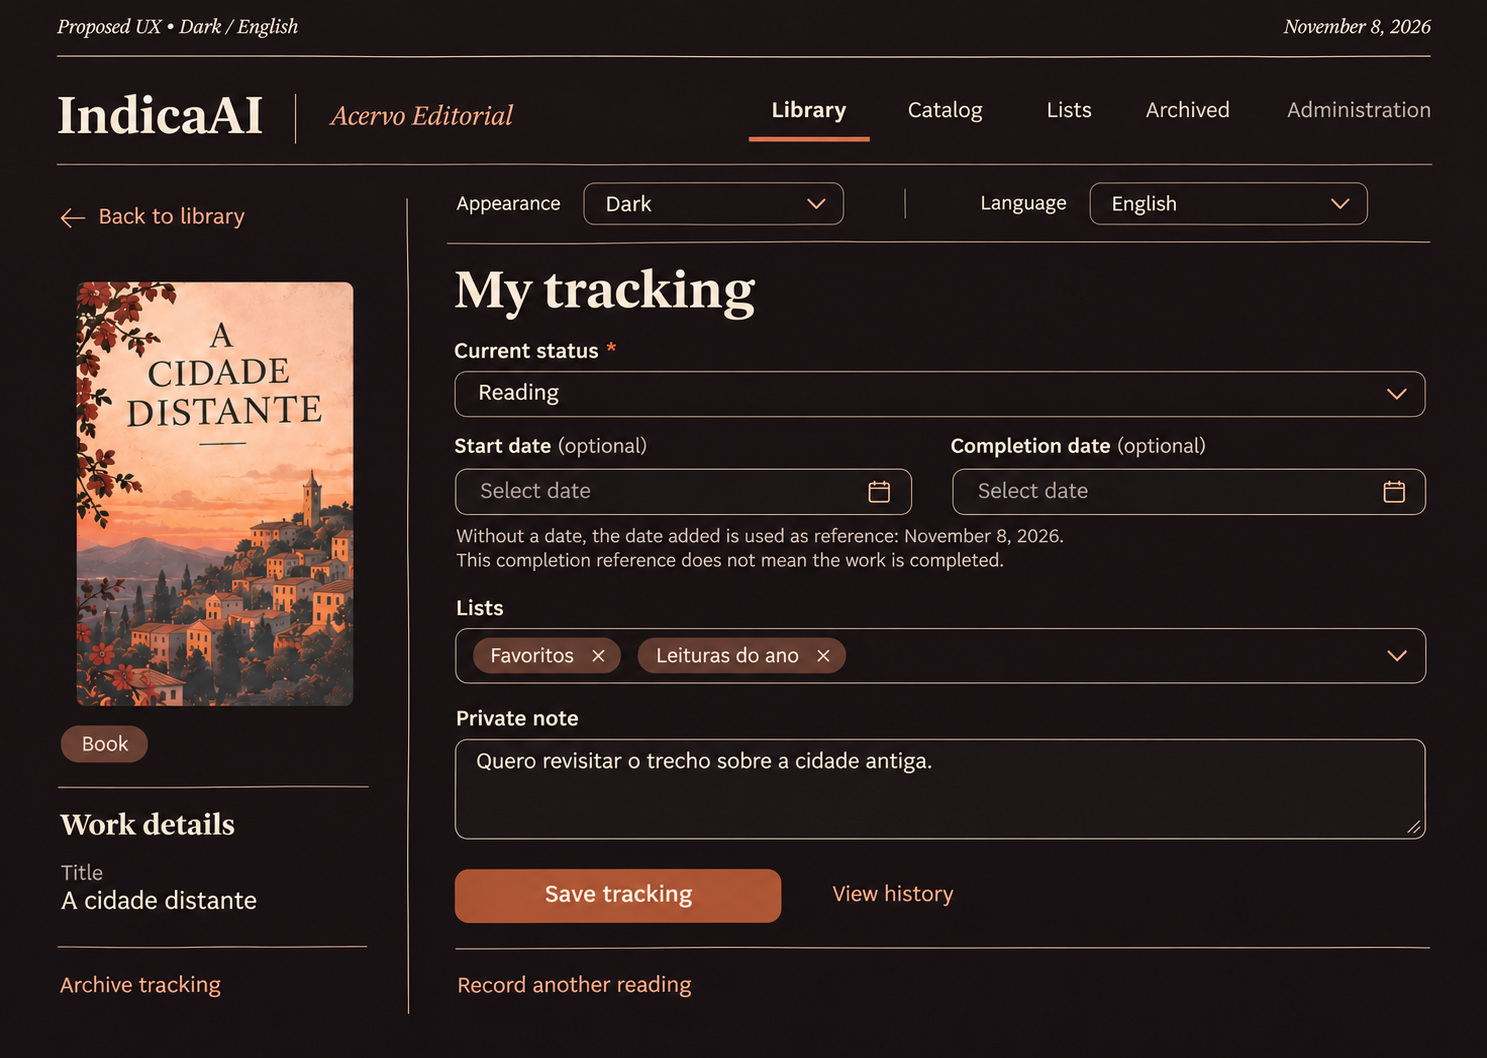 Proposed UX • Dark / English
November 8, 2026
IndicaAI
Acervo Editorial
Library
Catalog
Lists
Archived
Administration
← Back to library
Appearance
Dark
Language
English
A
CIDADE
DISTANTE
Book
Work details
Title
A cidade distante
Archive tracking
My tracking
Current status *
Reading
Start date (optional)
Completion date (optional)
Select date
Select date
Without a date, the date added is used as reference: November 8, 2026.
This completion reference does not mean the work is completed.
Lists
Favoritos ×
Leituras do ano ×
Private note
Quero revisitar o trecho sobre a cidade antiga.
Save tracking
View history
Record another reading